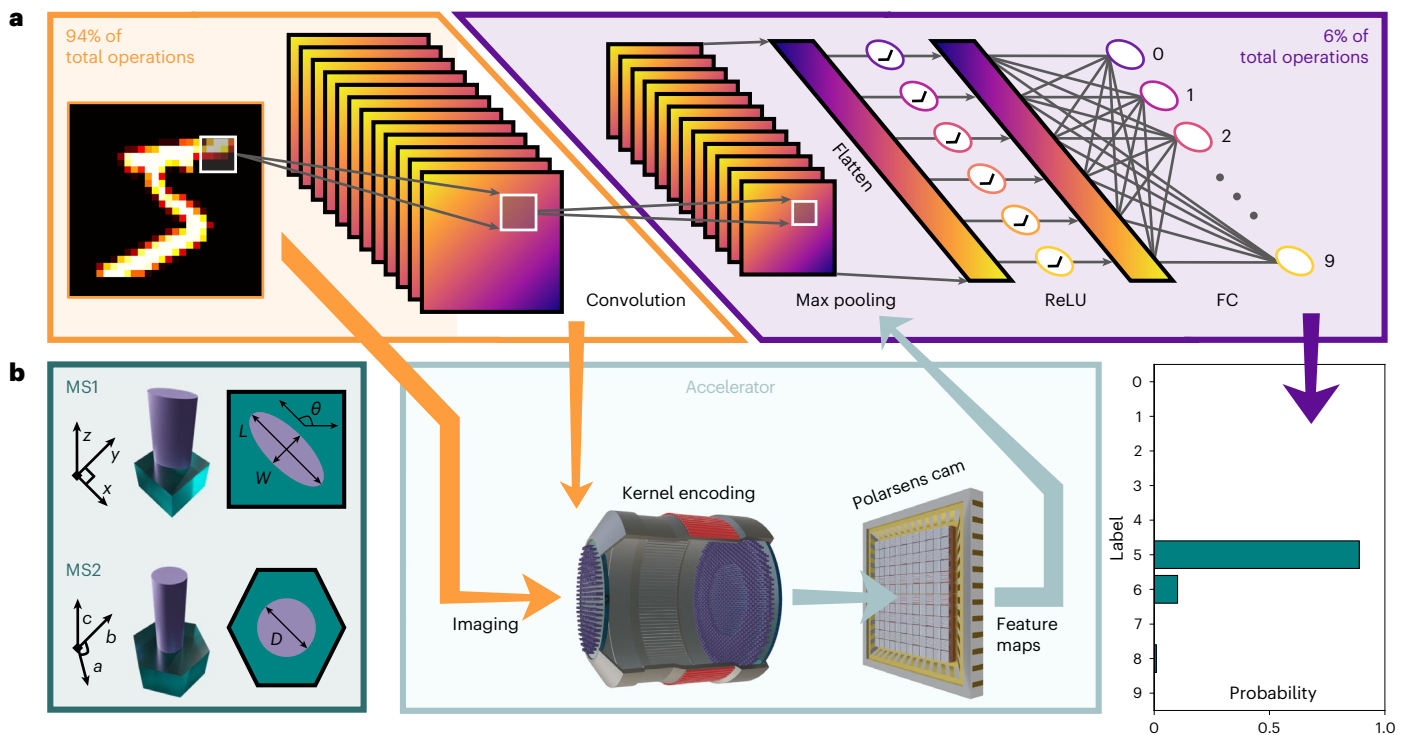 a
94% of
total operations
6% of
total operations
0
1
2
9
Flatten
Convolution
Max pooling
ReLU
FC
b
MS1
z
y
x
L
W
θ
MS2
c
b
a
D
Accelerator
Kernel encoding
Polarsens cam
Imaging
Feature
maps
Label
0
1
2
3
4
5
6
7
8
9
Probability
0
0.5
1.0